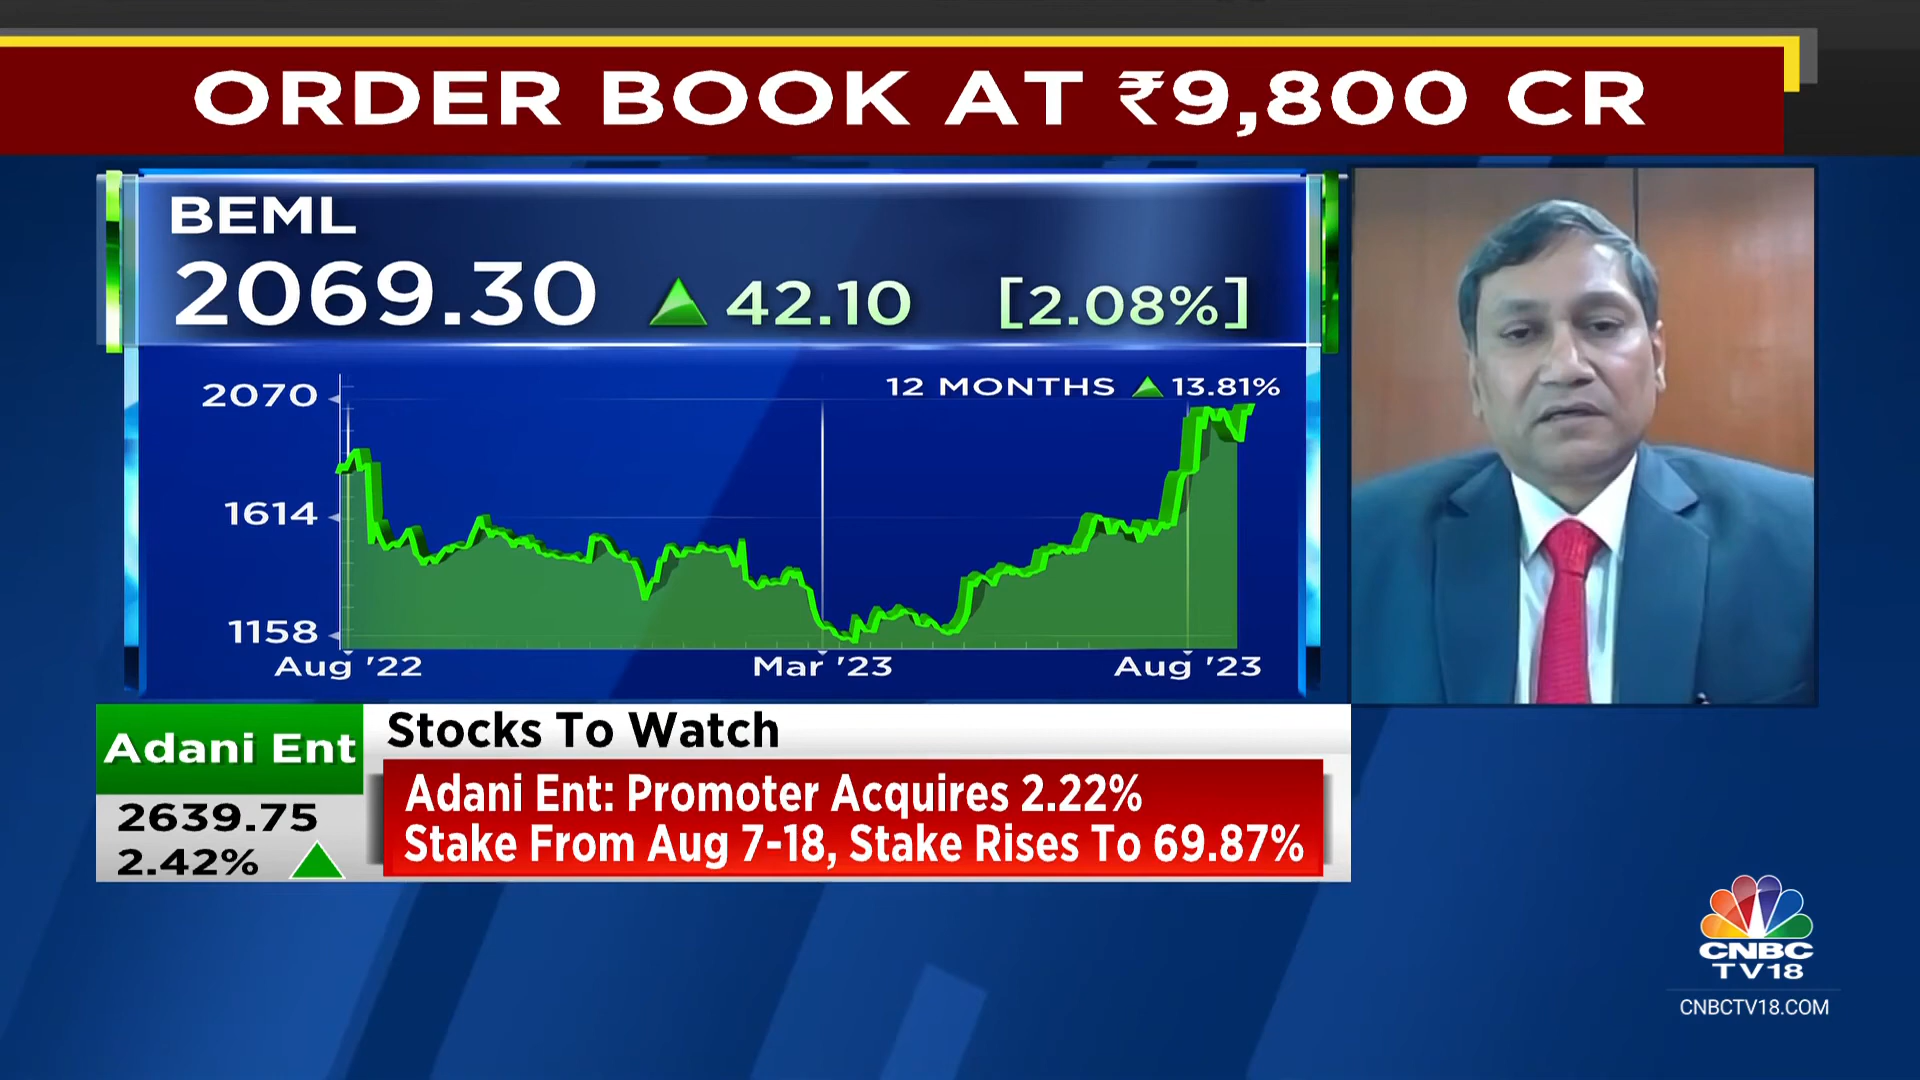 ORDER BOOK AT ₹9,800 CR
BEML
2069.30 ▲ 42.10 [2.08%]
12 MONTHS ▲ 13.81%
2070
1614
1158
Aug '22 Mar '23 Aug '23
Adani Ent
2639.75
2.42% ▲
Stocks To Watch
Adani Ent: Promoter Acquires 2.22%
Stake From Aug 7-18, Stake Rises To 69.87%
CNBC
TV18
CNBCTV18.COM